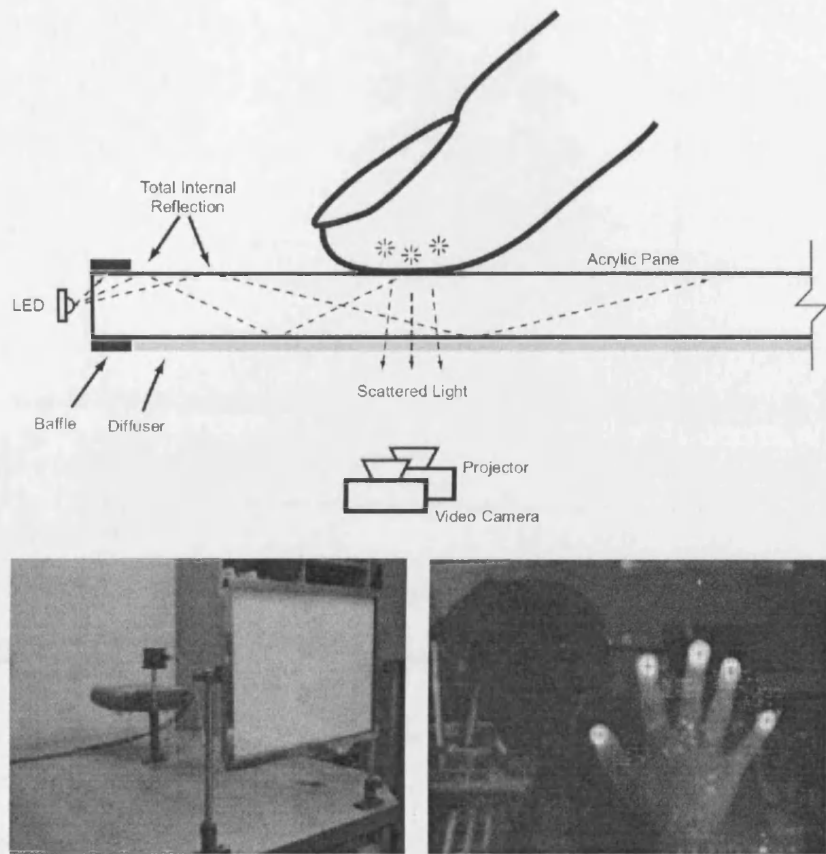 Total Internal
Reflection
Acrylic Pane
LED
Scattered Light
Baffle
Diffuser
Projector
Video Camera